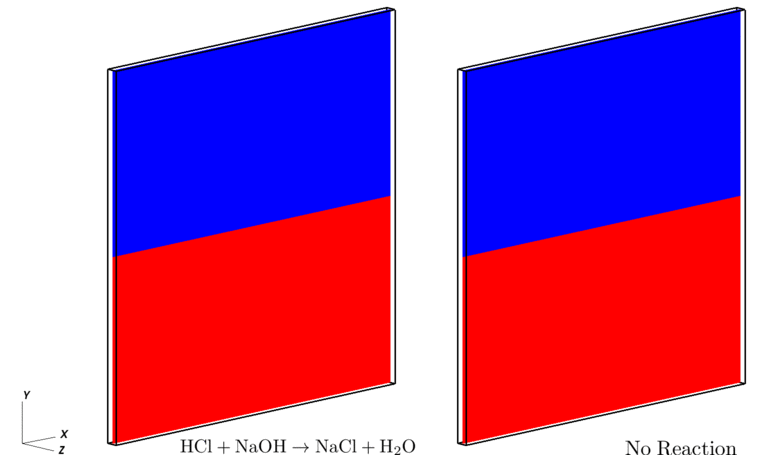 Y
X
Z
HCl + NaOH → NaCl + H₂O
No Reaction